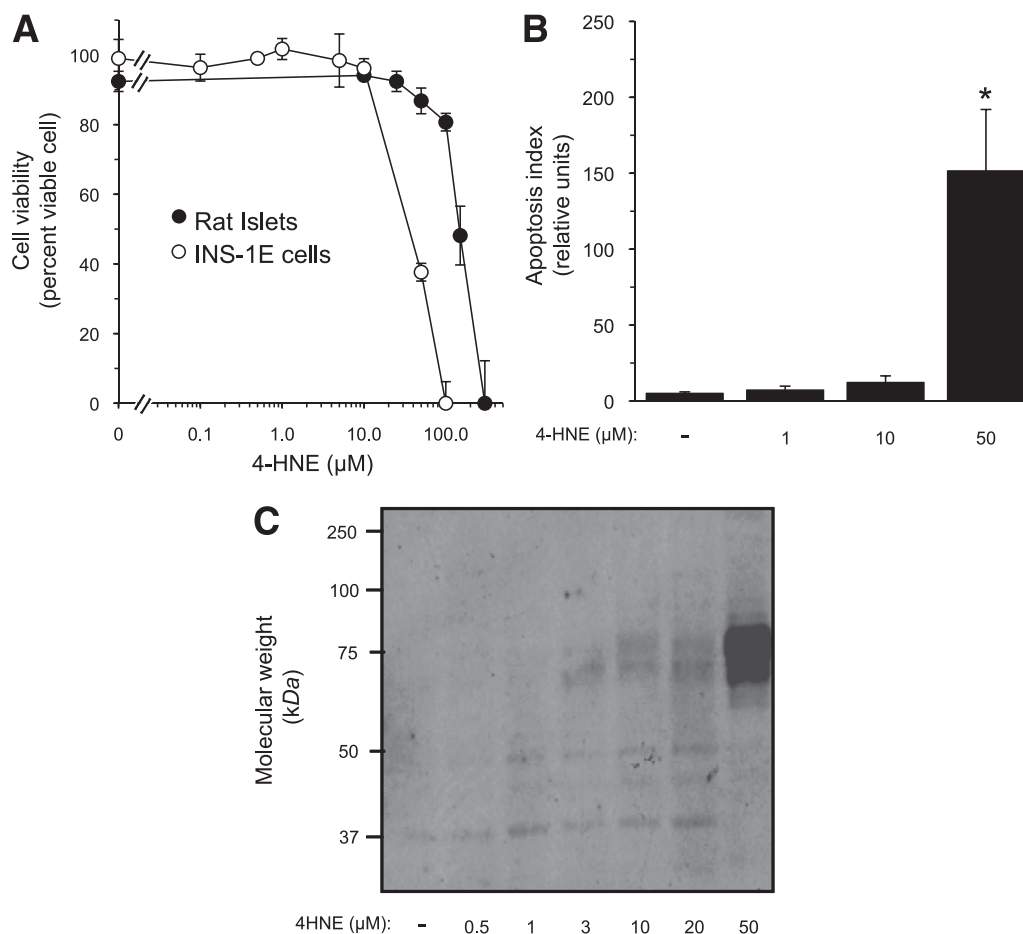 A
Cell viability
(percent viable cell)
100
80
60
40
20
0
Rat Islets
INS-1E cells
0 0.1 1.0 10.0 100.0
4-HNE (µM)
B
Apoptosis index
(relative units)
250
200
150
100
50
0
*
4-HNE (µM): - 1 10 50
C
Molecular weight
(kDa)
250
100
75
50
37
4HNE (µM): - 0.5 1 3 10 20 50